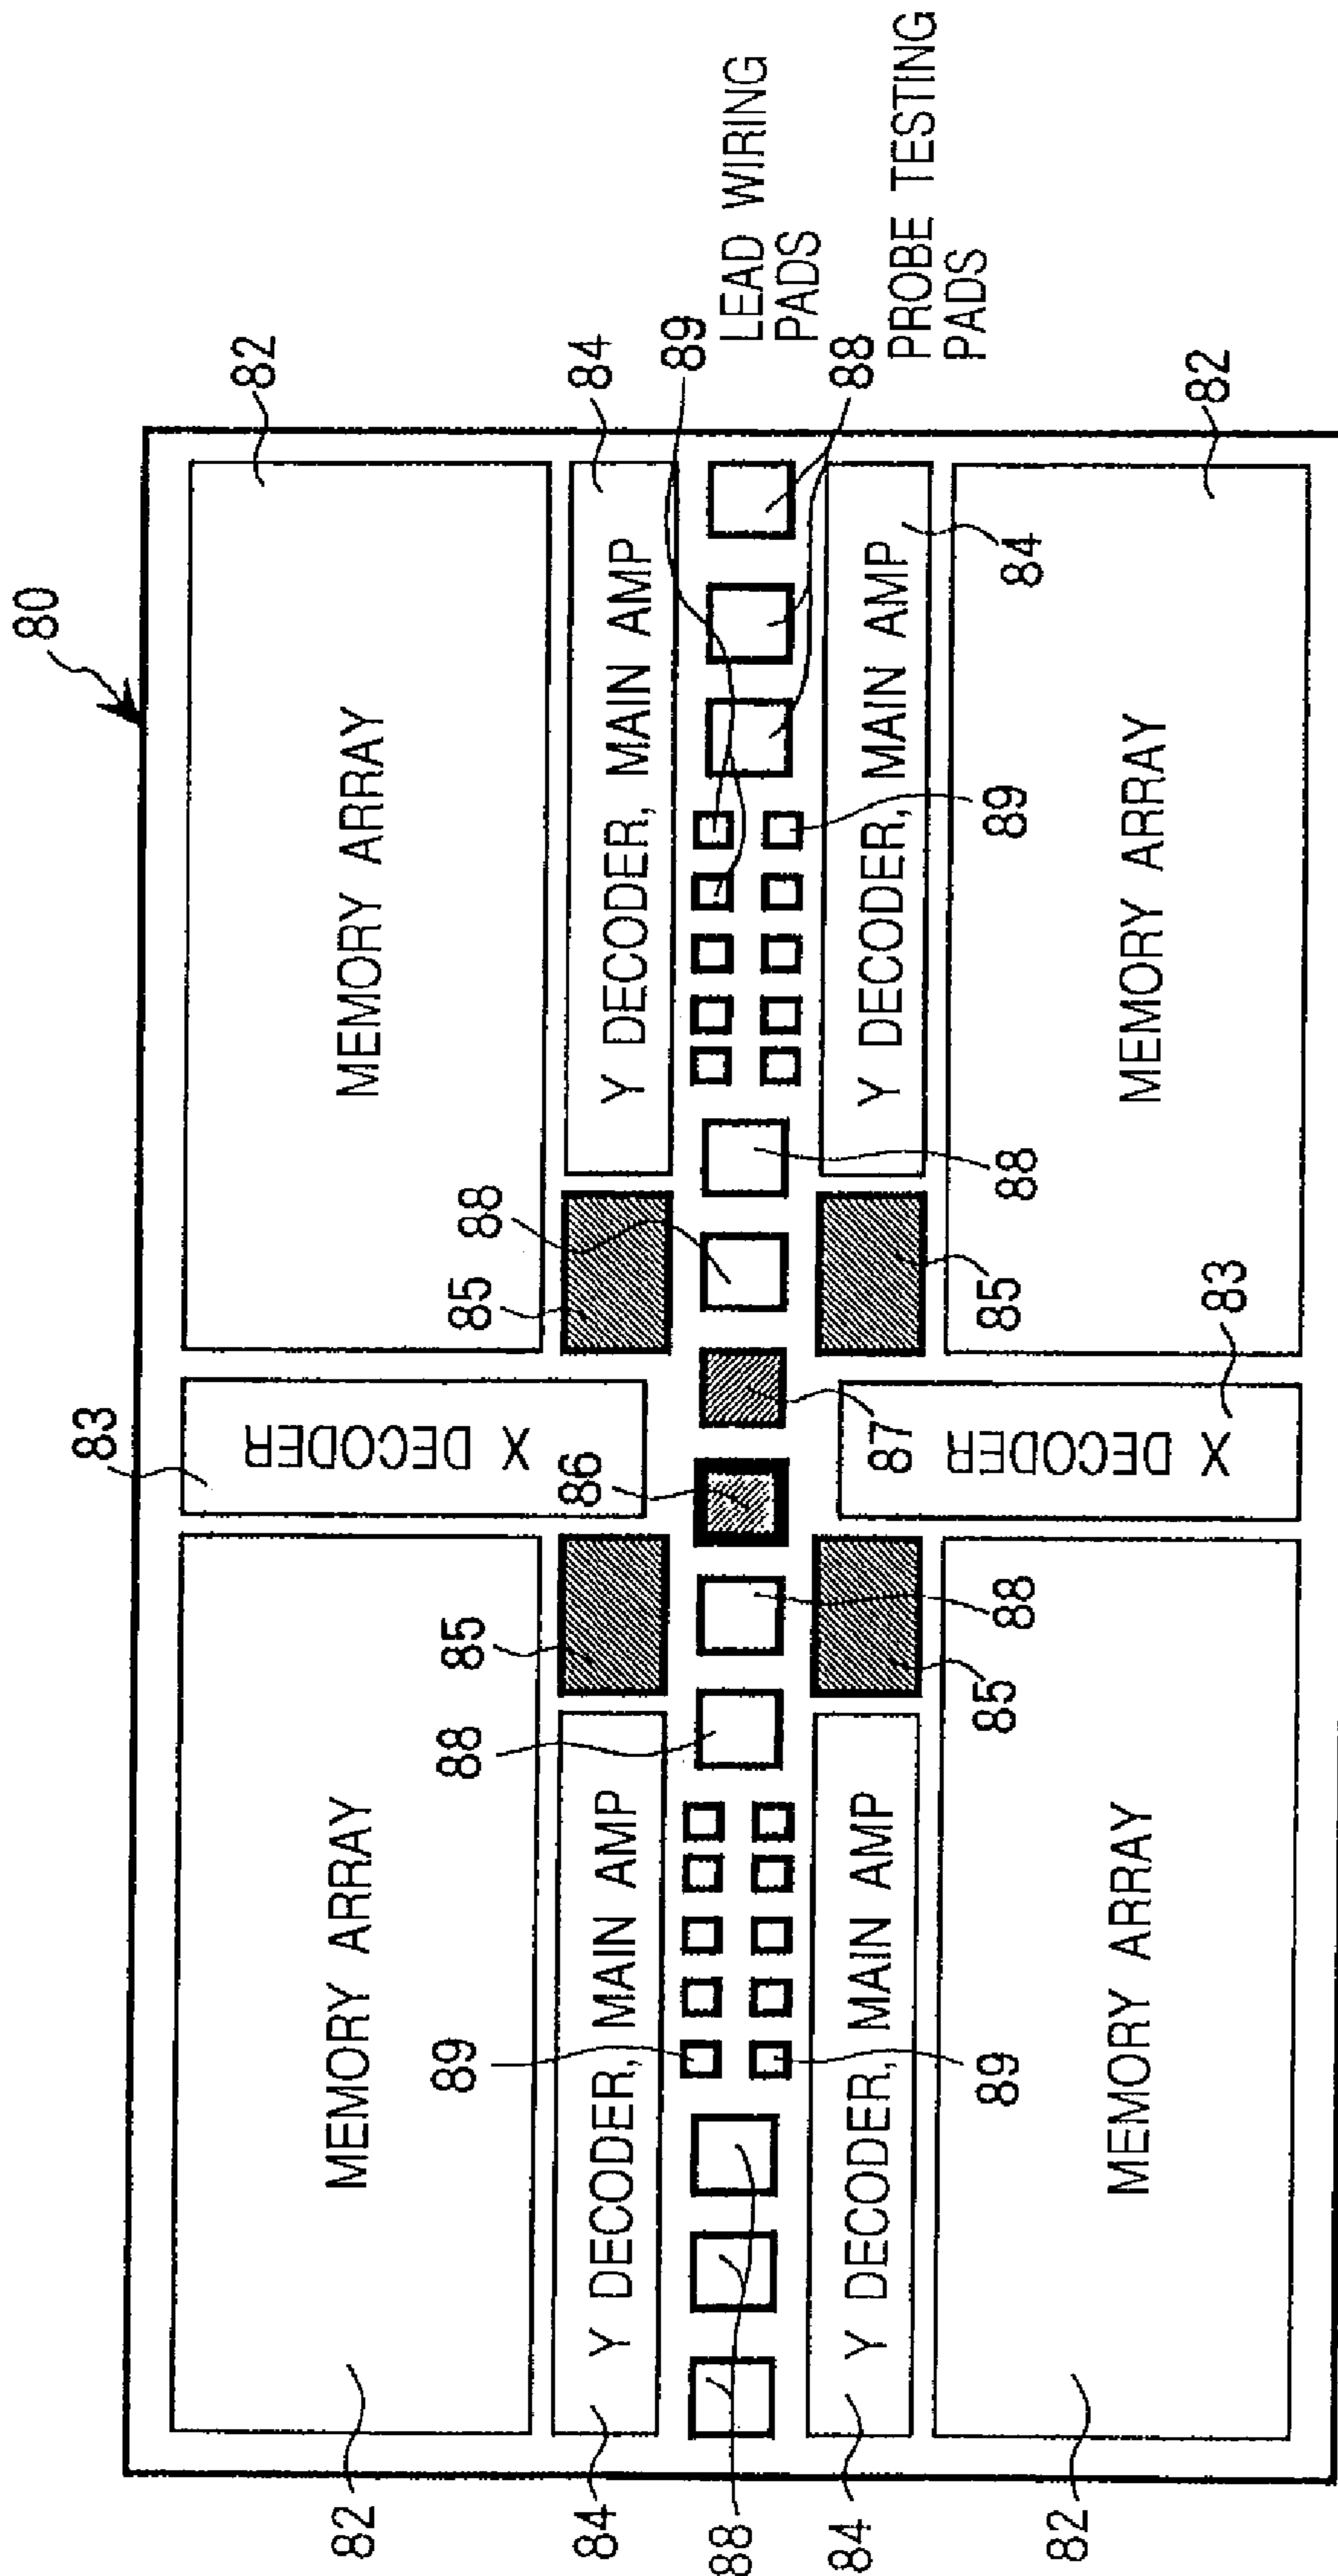 80
83
82
82
MEMORY ARRAY
X DECODER
MEMORY ARRAY
89
88
85
85
88
84
86
84
Y DECODER, MAIN AMP
Y DECODER, MAIN AMP
89
88
LEAD WIRING
PADS
88
84
87
PROBE TESTING
PADS
Y DECODER, MAIN AMP
Y DECODER, MAIN AMP
89
85
88
85
88
89
84
82
MEMORY ARRAY
X DECODER
MEMORY ARRAY
83
82